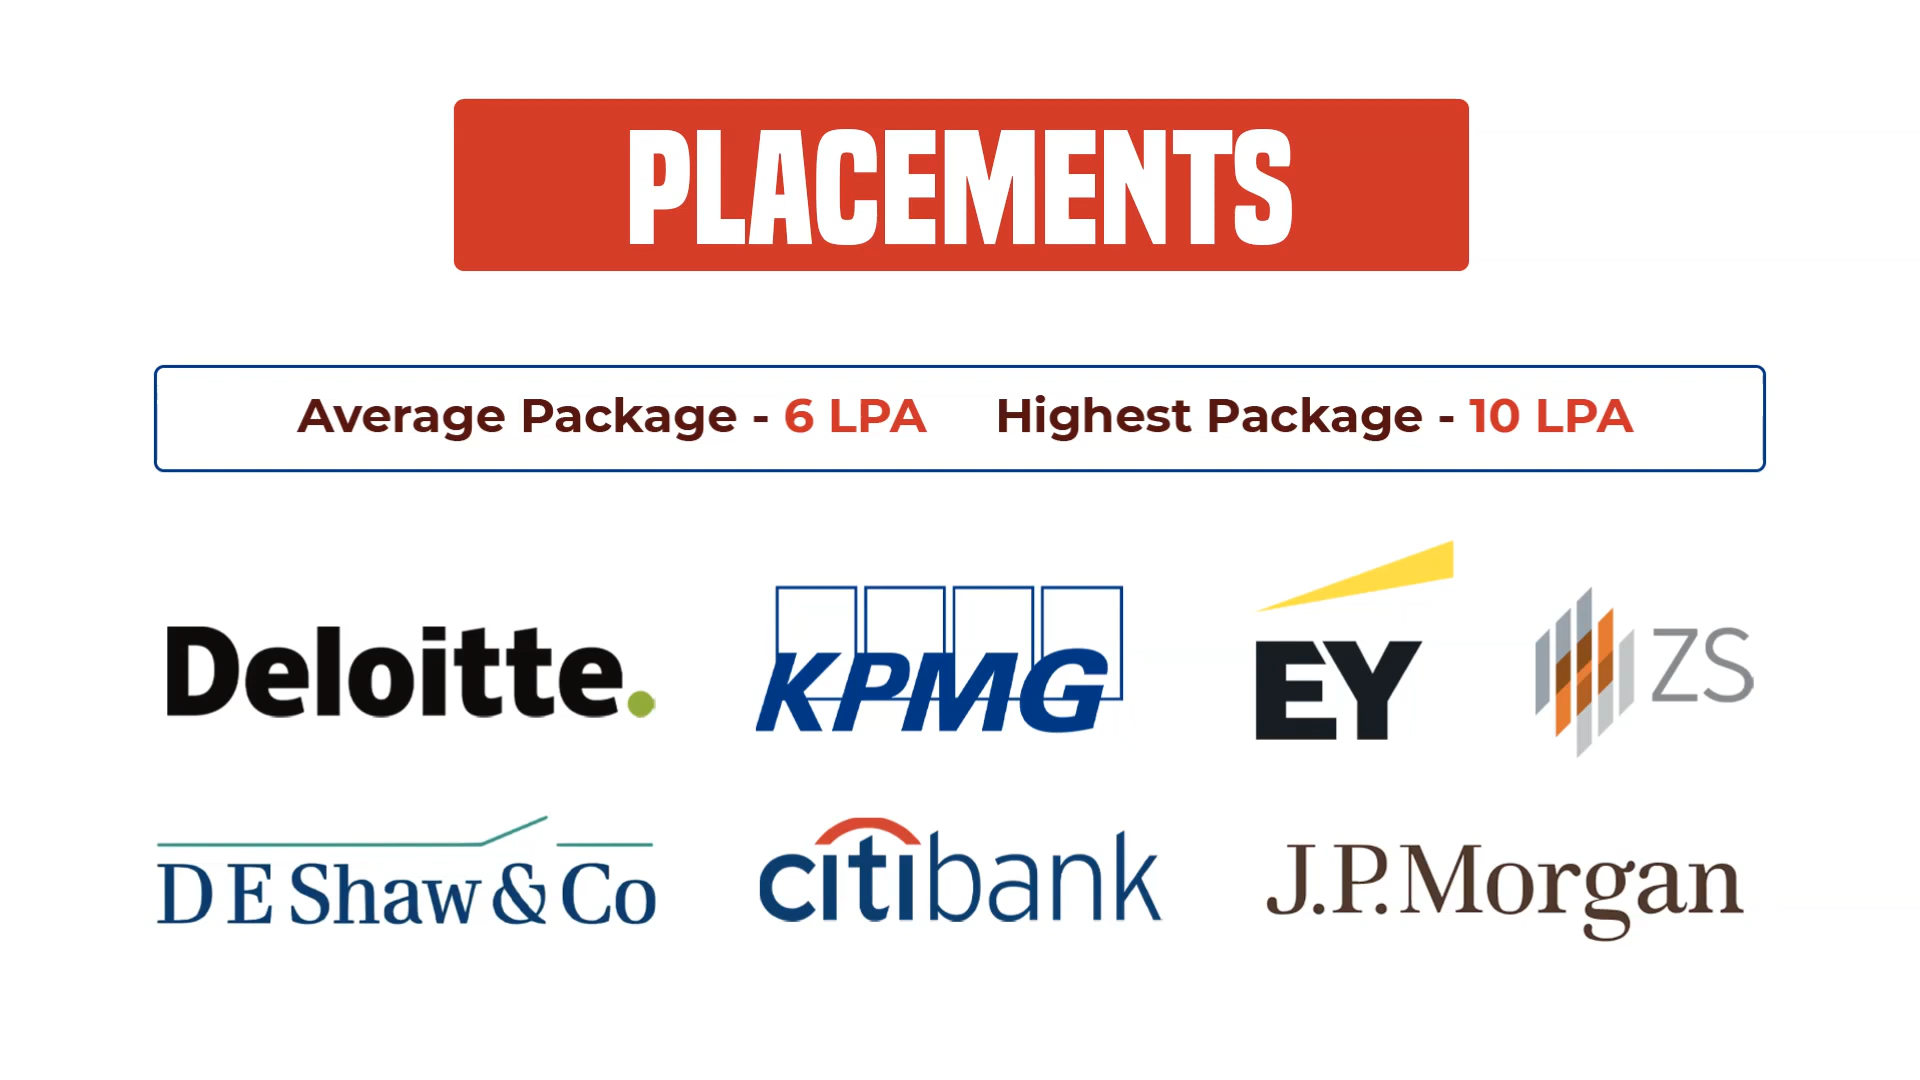 PLACEMENTS
Average Package - 6 LPA Highest Package - 10 LPA
Deloitte. KPMG EY ZS
D E Shaw & Co citibank J.P.Morgan